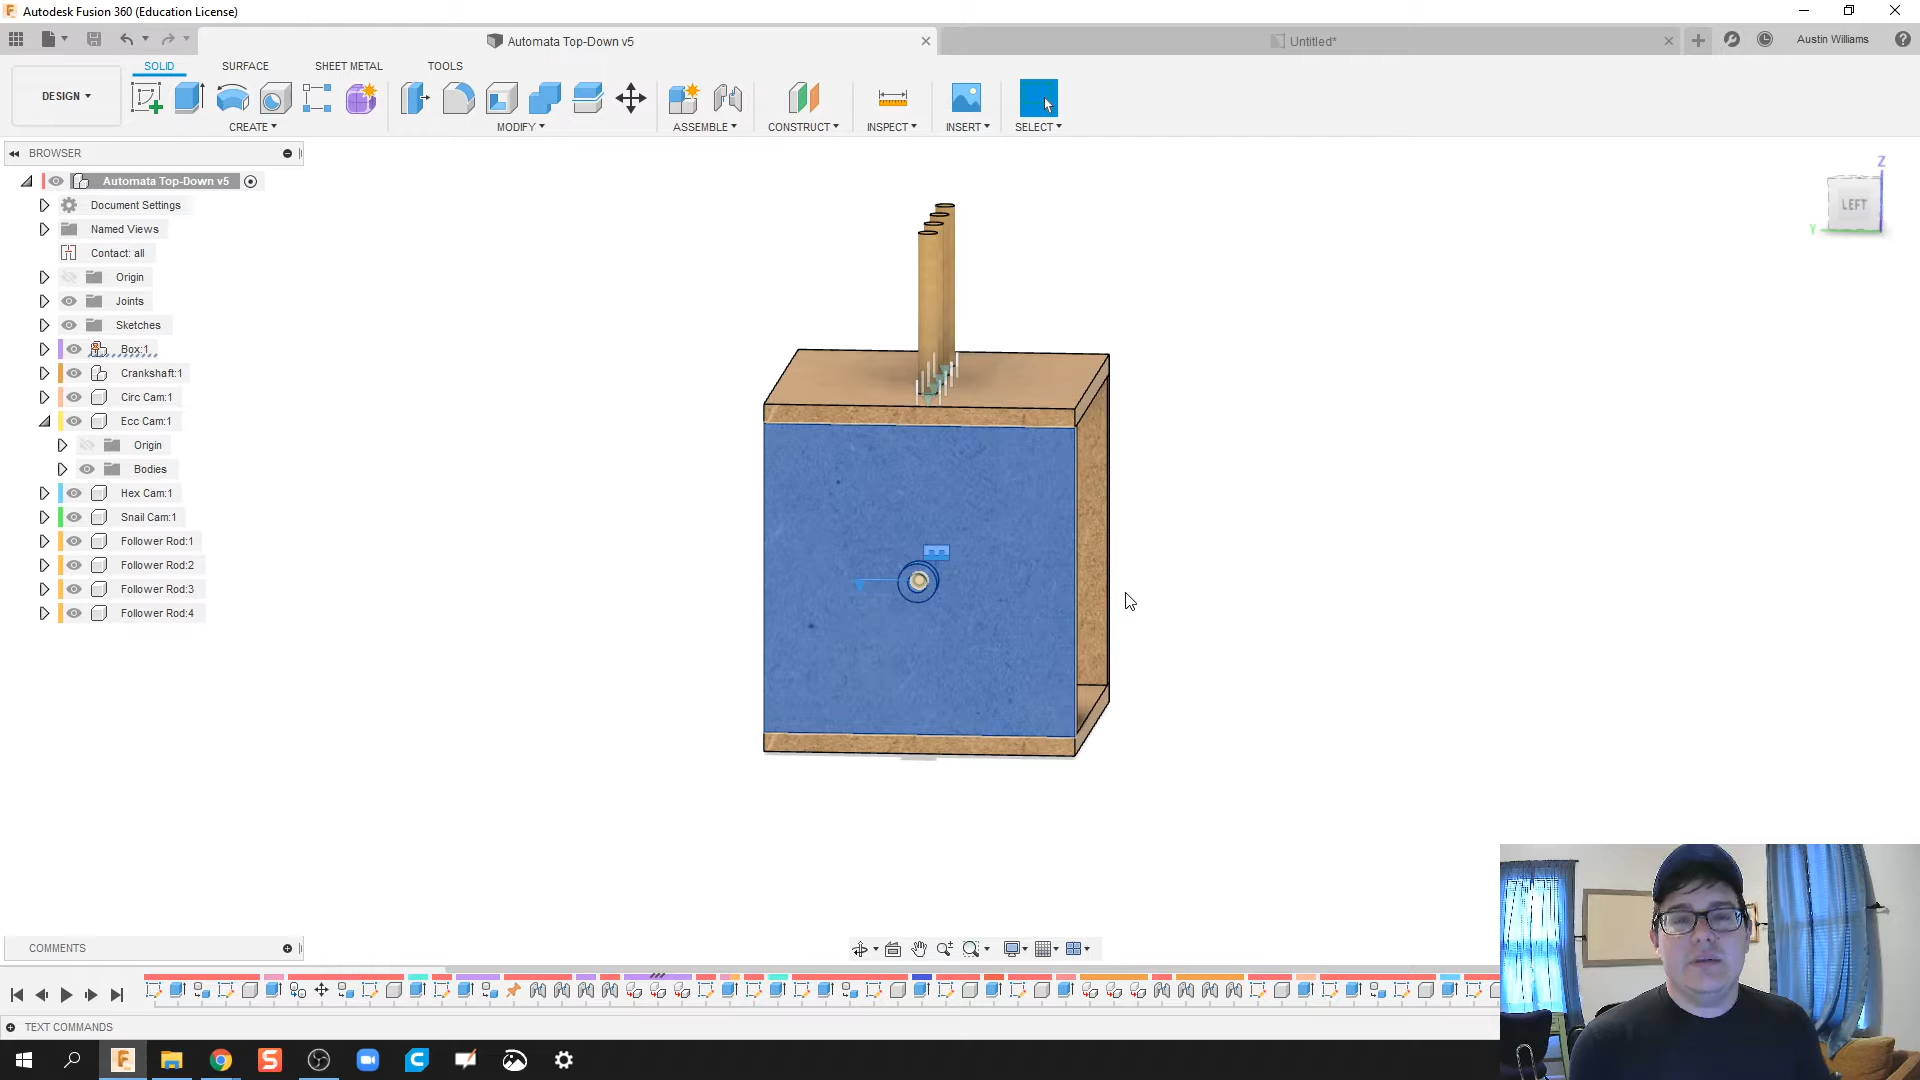 Autodesk Fusion 360 (Education License)
Automata Top-Down v5
Untitled*
Austin Williams
SOLID
SURFACE
SHEET METAL
TOOLS
DESIGN
CREATE
MODIFY
ASSEMBLE
CONSTRUCT
INSPECT
INSERT
SELECT
BROWSER
Automata Top-Down v5
Document Settings
Named Views
Contact: all
Origin
Joints
Sketches
Box:1
Crankshaft:1
Circ Cam:1
Ecc Cam:1
Origin
Bodies
Hex Cam:1
Snail Cam:1
Follower Rod:1
Follower Rod:2
Follower Rod:3
Follower Rod:4
Z
LEFT
Y
COMMENTS
TEXT COMMANDS